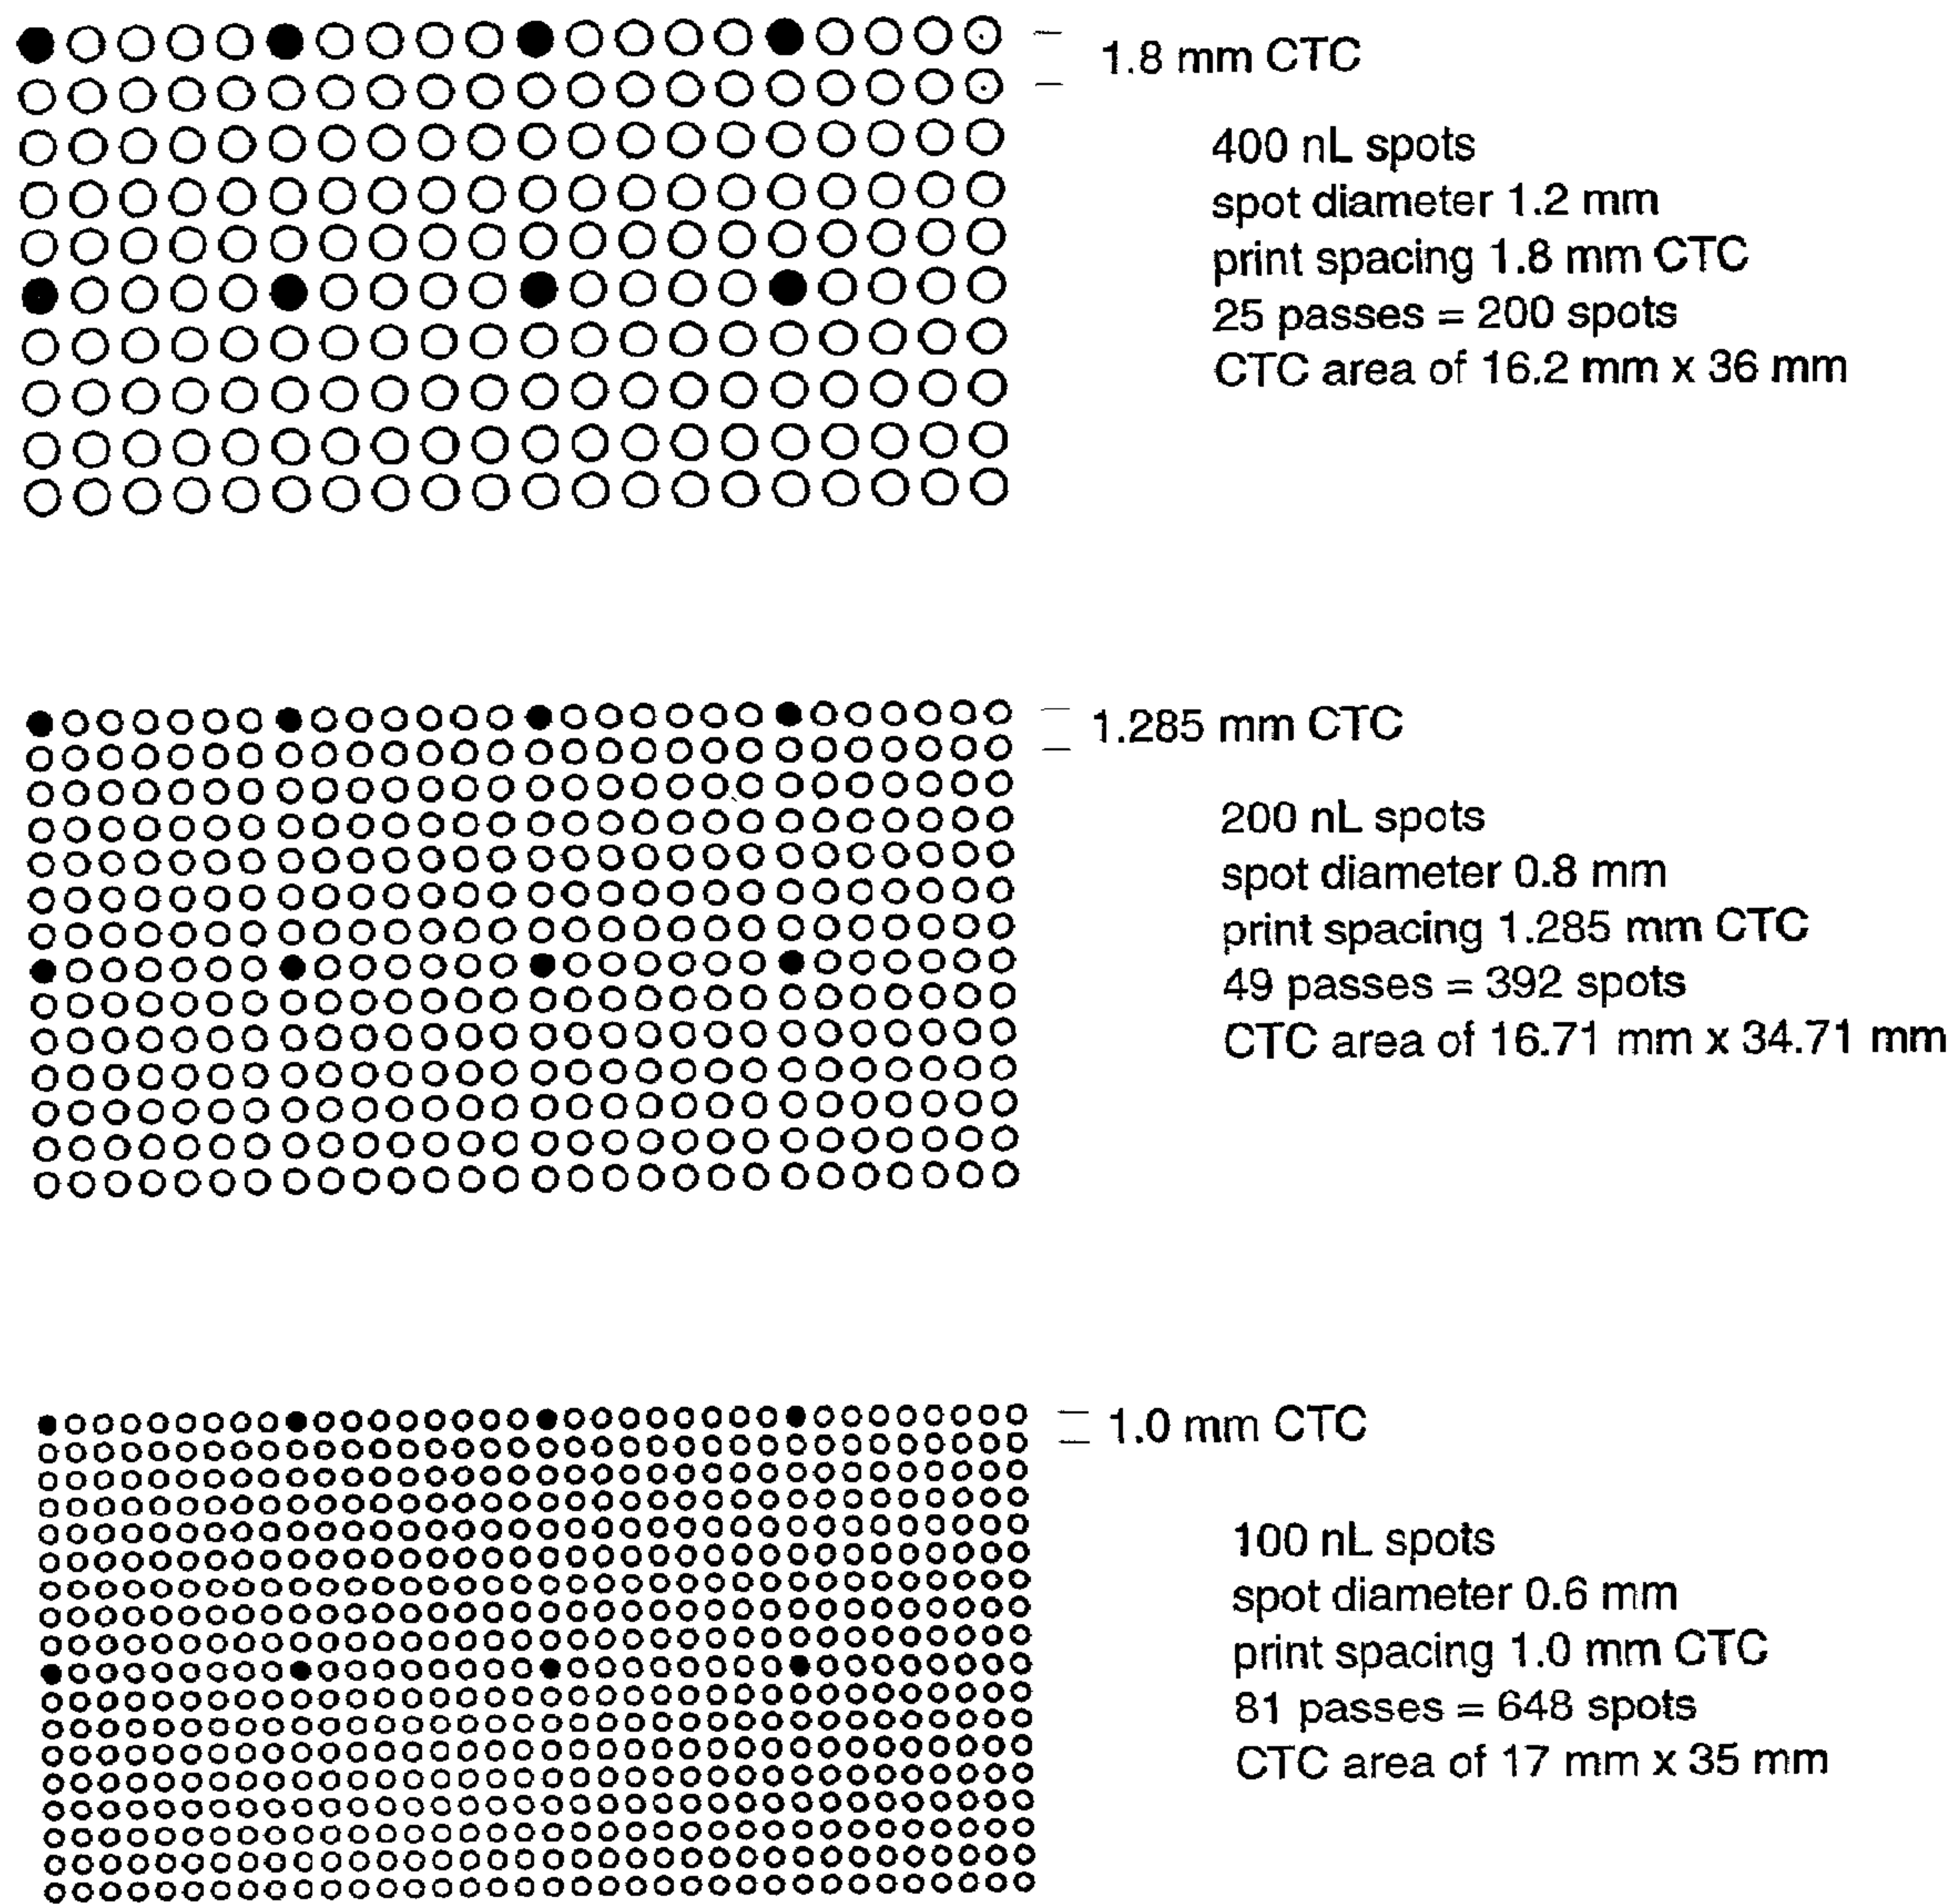 1.8 mm CTC
400 nL spots
spot diameter 1.2 mm
print spacing 1.8 mm CTC
25 passes = 200 spots
CTC area of 16.2 mm x 36 mm
1.285 mm CTC
200 nL spots
spot diameter 0.8 mm
print spacing 1.285 mm CTC
49 passes = 392 spots
CTC area of 16.71 mm x 34.71 mm
1.0 mm CTC
100 nL spots
spot diameter 0.6 mm
print spacing 1.0 mm CTC
81 passes = 648 spots
CTC area of 17 mm x 35 mm